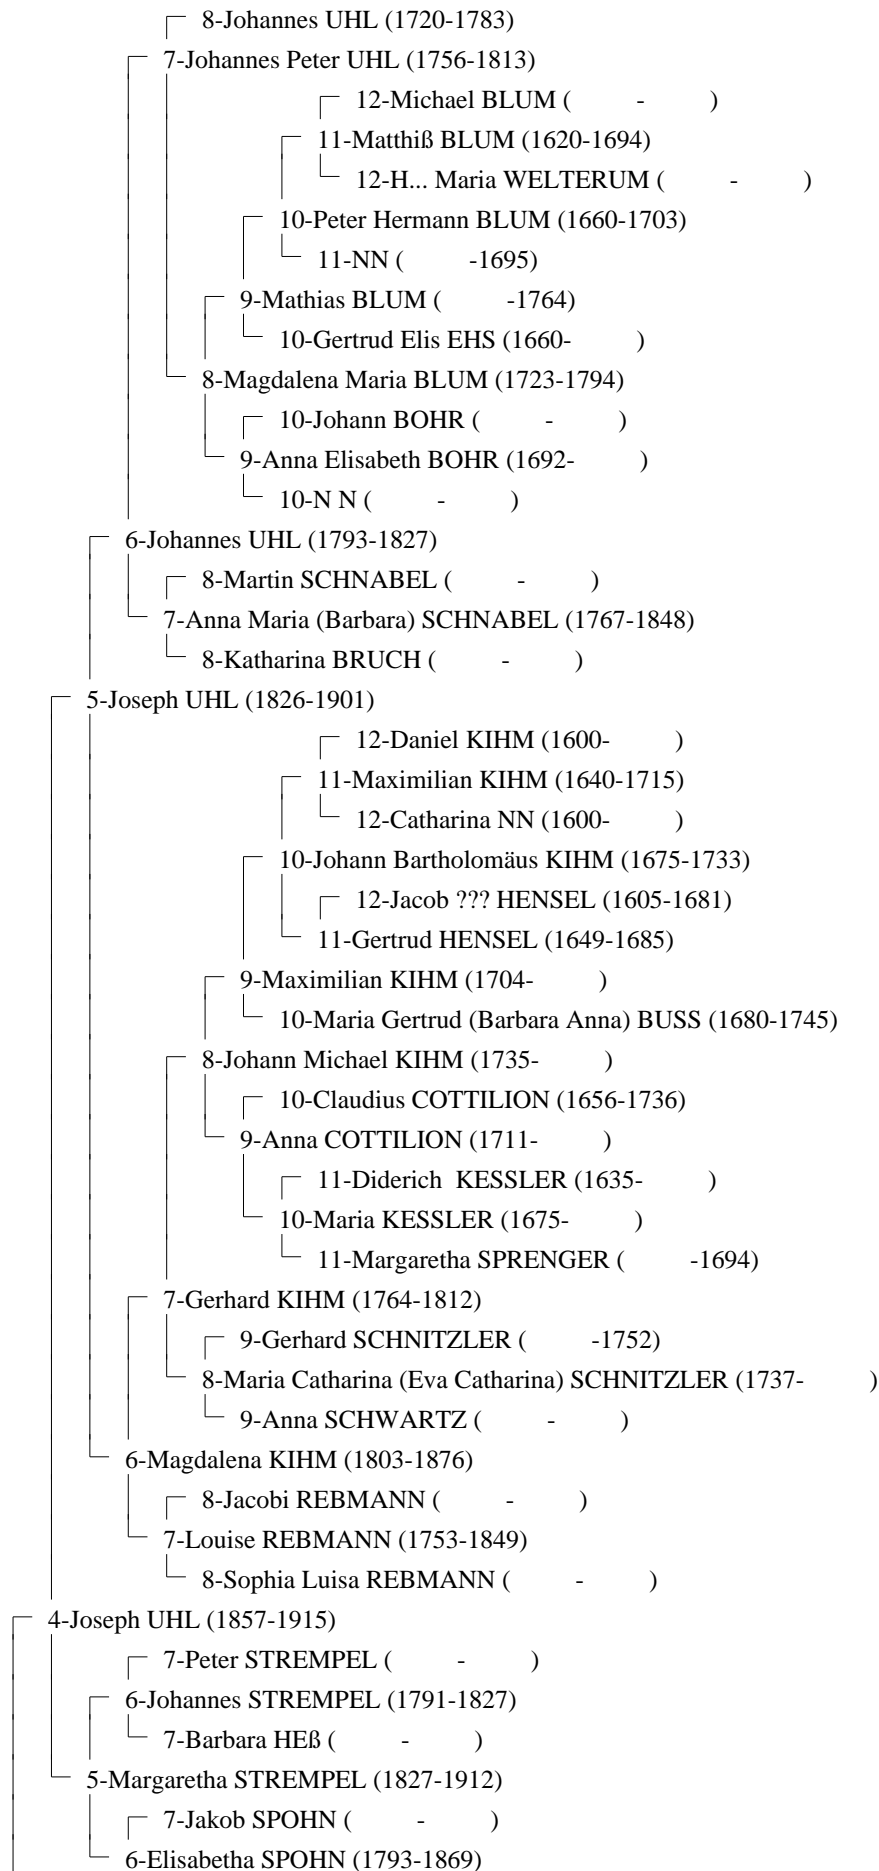 8-Johannes UHL (1720-1783)
7-Johannes Peter UHL (1756-1813)
12-Michael BLUM ( - )
11-Matthiß BLUM (1620-1694)
12-H... Maria WELTERUM ( - )
10-Peter Hermann BLUM (1660-1703)
11-NN ( -1695)
9-Mathias BLUM ( -1764)
10-Gertrud Elis EHS (1660- )
8-Magdalena Maria BLUM (1723-1794)
10-Johann BOHR ( - )
9-Anna Elisabeth BOHR (1692- )
10-N N ( - )
6-Johannes UHL (1793-1827)
8-Martin SCHNABEL ( - )
7-Anna Maria (Barbara) SCHNABEL (1767-1848)
8-Katharina BRUCH ( - )
5-Joseph UHL (1826-1901)
12-Daniel KIHM (1600- )
11-Maximilian KIHM (1640-1715)
12-Catharina NN (1600- )
10-Johann Bartholomäus KIHM (1675-1733)
12-Jacob ??? HENSEL (1605-1681)
11-Gertrud HENSEL (1649-1685)
9-Maximilian KIHM (1704- )
10-Maria Gertrud (Barbara Anna) BUSS (1680-1745)
8-Johann Michael KIHM (1735- )
10-Claudius COTTILION (1656-1736)
9-Anna COTTILION (1711- )
11-Diderich KESSLER (1635- )
10-Maria KESSLER (1675- )
11-Margaretha SPRENGER ( -1694)
7-Gerhard KIHM (1764-1812)
9-Gerhard SCHNITZLER ( -1752)
8-Maria Catharina (Eva Catharina) SCHNITZLER (1737- )
9-Anna SCHWARTZ ( - )
6-Magdalena KIHM (1803-1876)
8-Jacobi REBMANN ( - )
7-Louise REBMANN (1753-1849)
8-Sophia Luisa REBMANN ( - )
4-Joseph UHL (1857-1915)
7-Peter STREMPEL ( - )
6-Johannes STREMPEL (1791-1827)
7-Barbara HEß ( - )
5-Margaretha STREMPEL (1827-1912)
7-Jakob SPOHN ( - )
6-Elisabetha SPOHN (1793-1869)